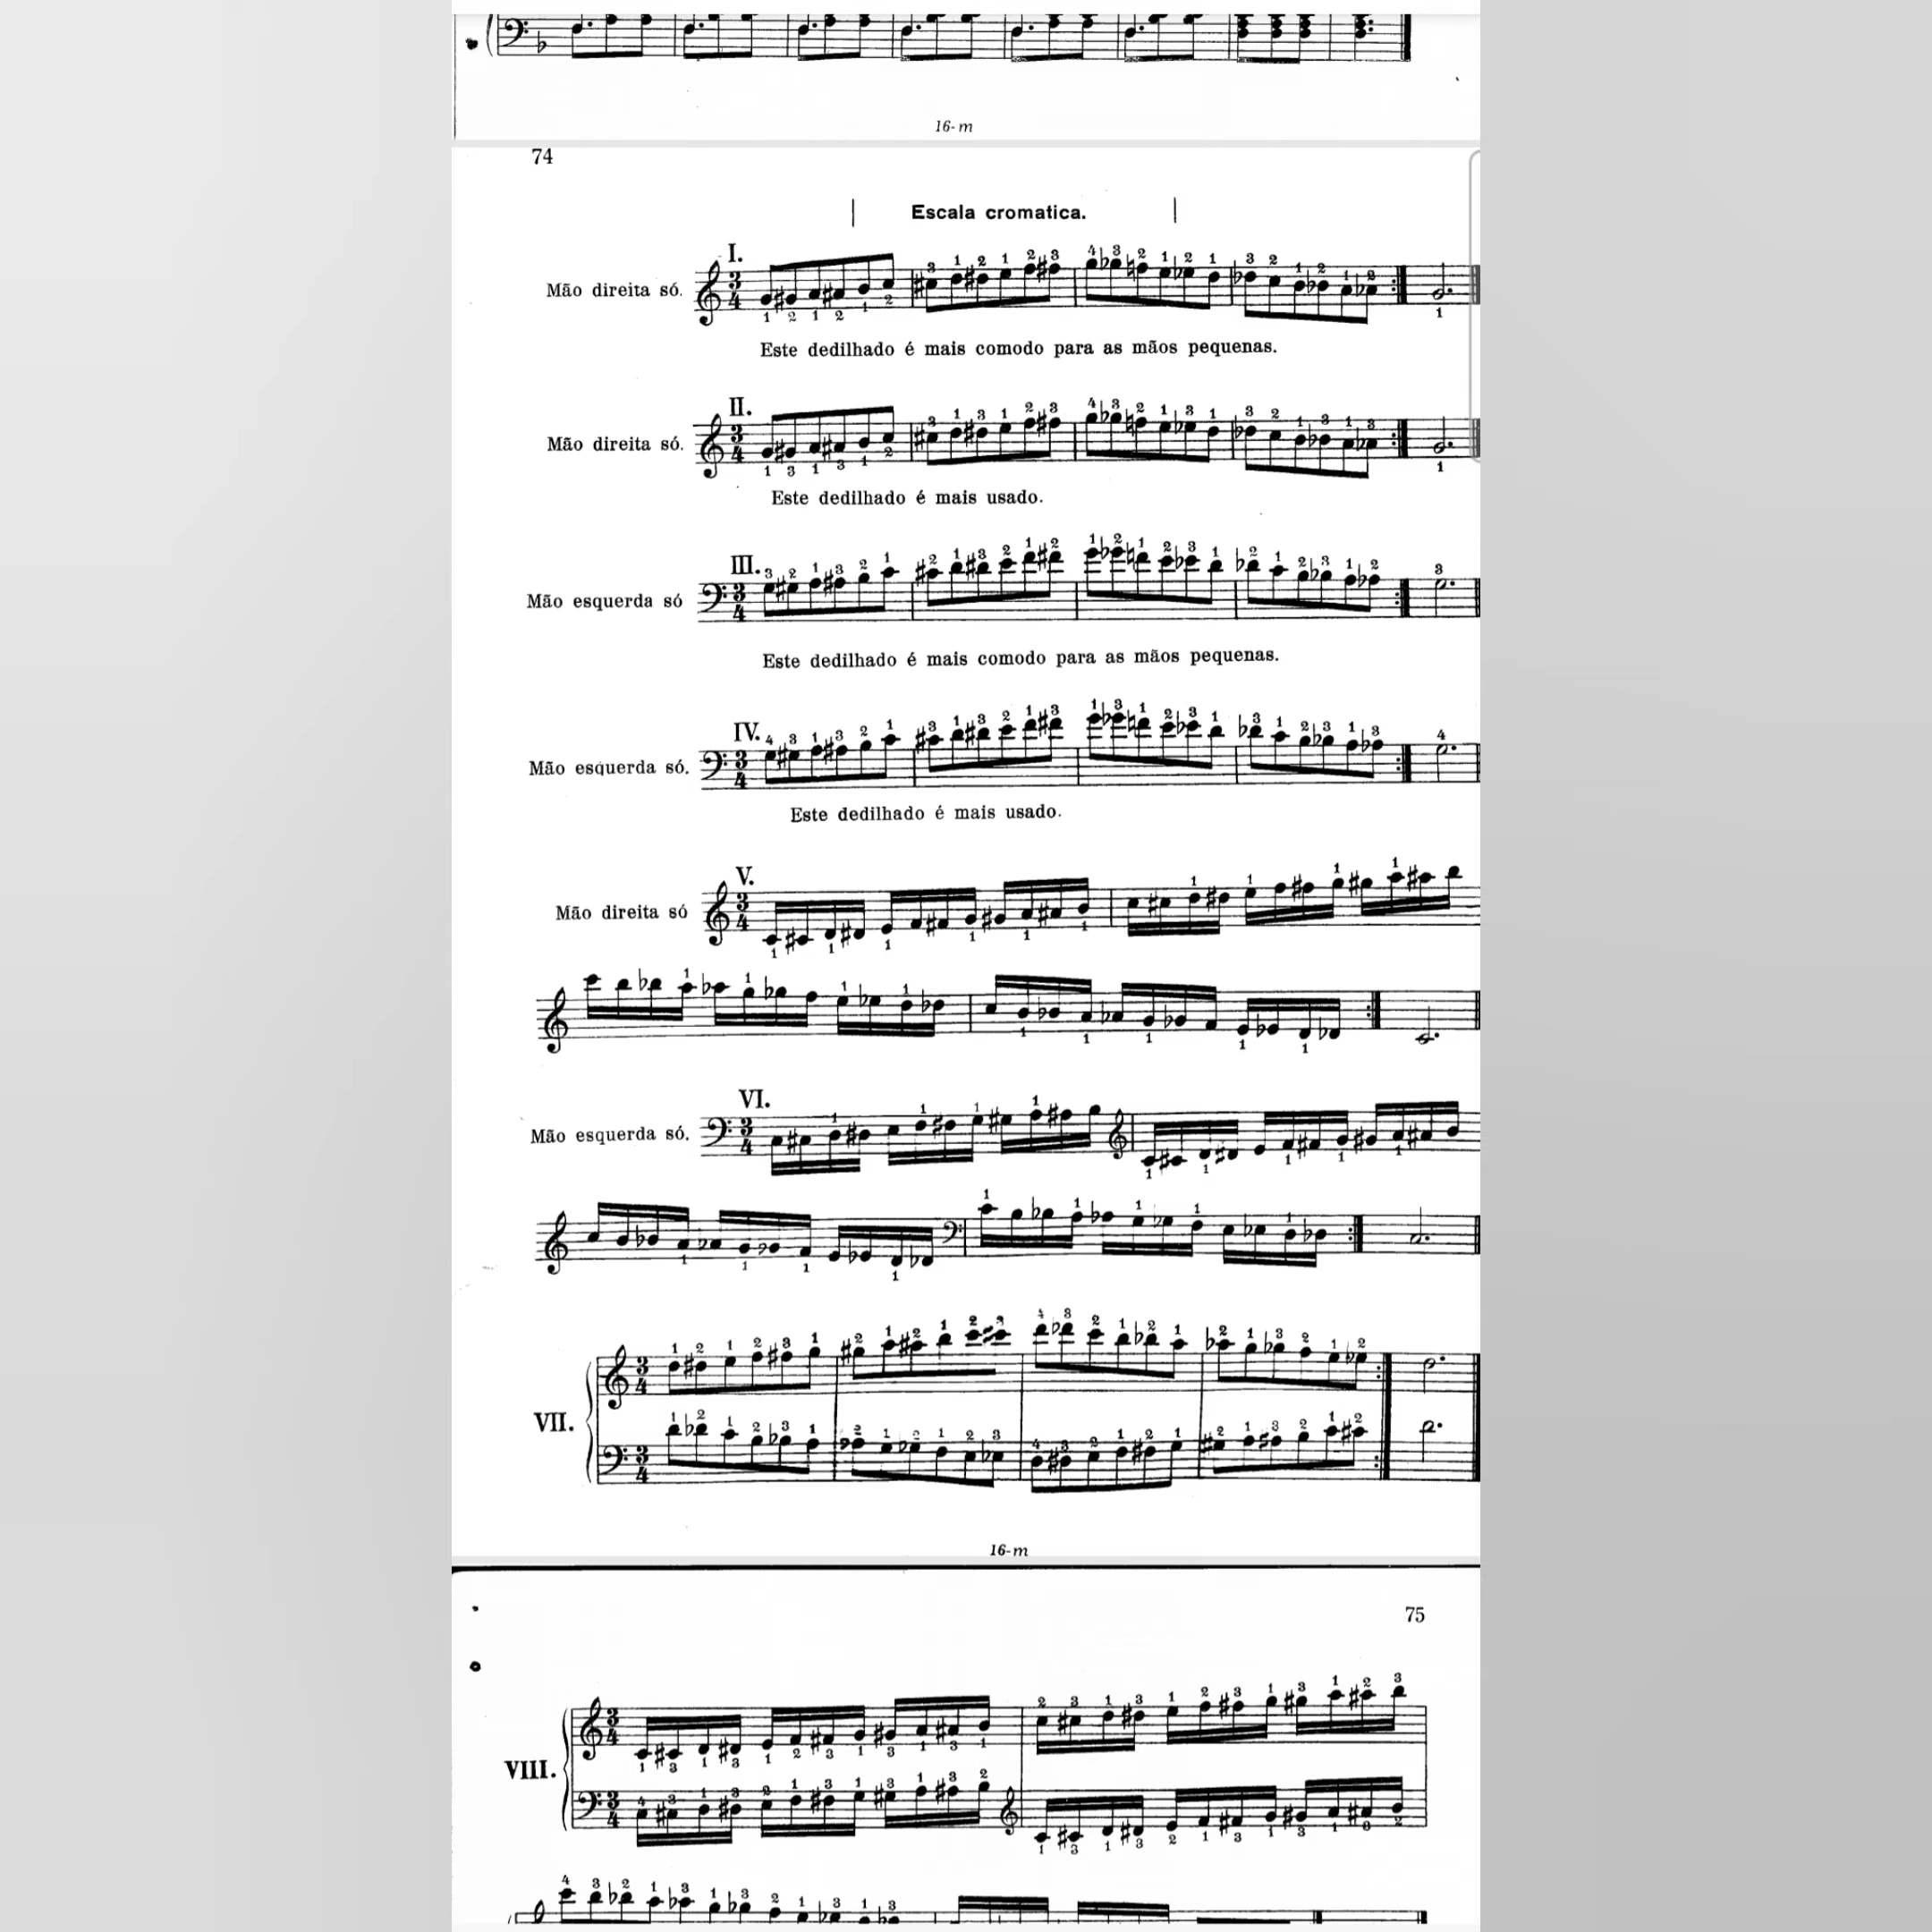 16-m
74
Escala cromatica.
I.
Mão direita só.
Este dedilhado é mais comodo para as mãos pequenas.
II.
Mão direita só.
Este dedilhado é mais usado.
III.
Mão esquerda só
Este dedilhado é mais comodo para as mãos pequenas.
IV.
Mão esquerda só.
Este dedilhado é mais usado.
V.
Mão direita só
VI.
Mão esquerda só.
VII.
16-m
75
VIII.